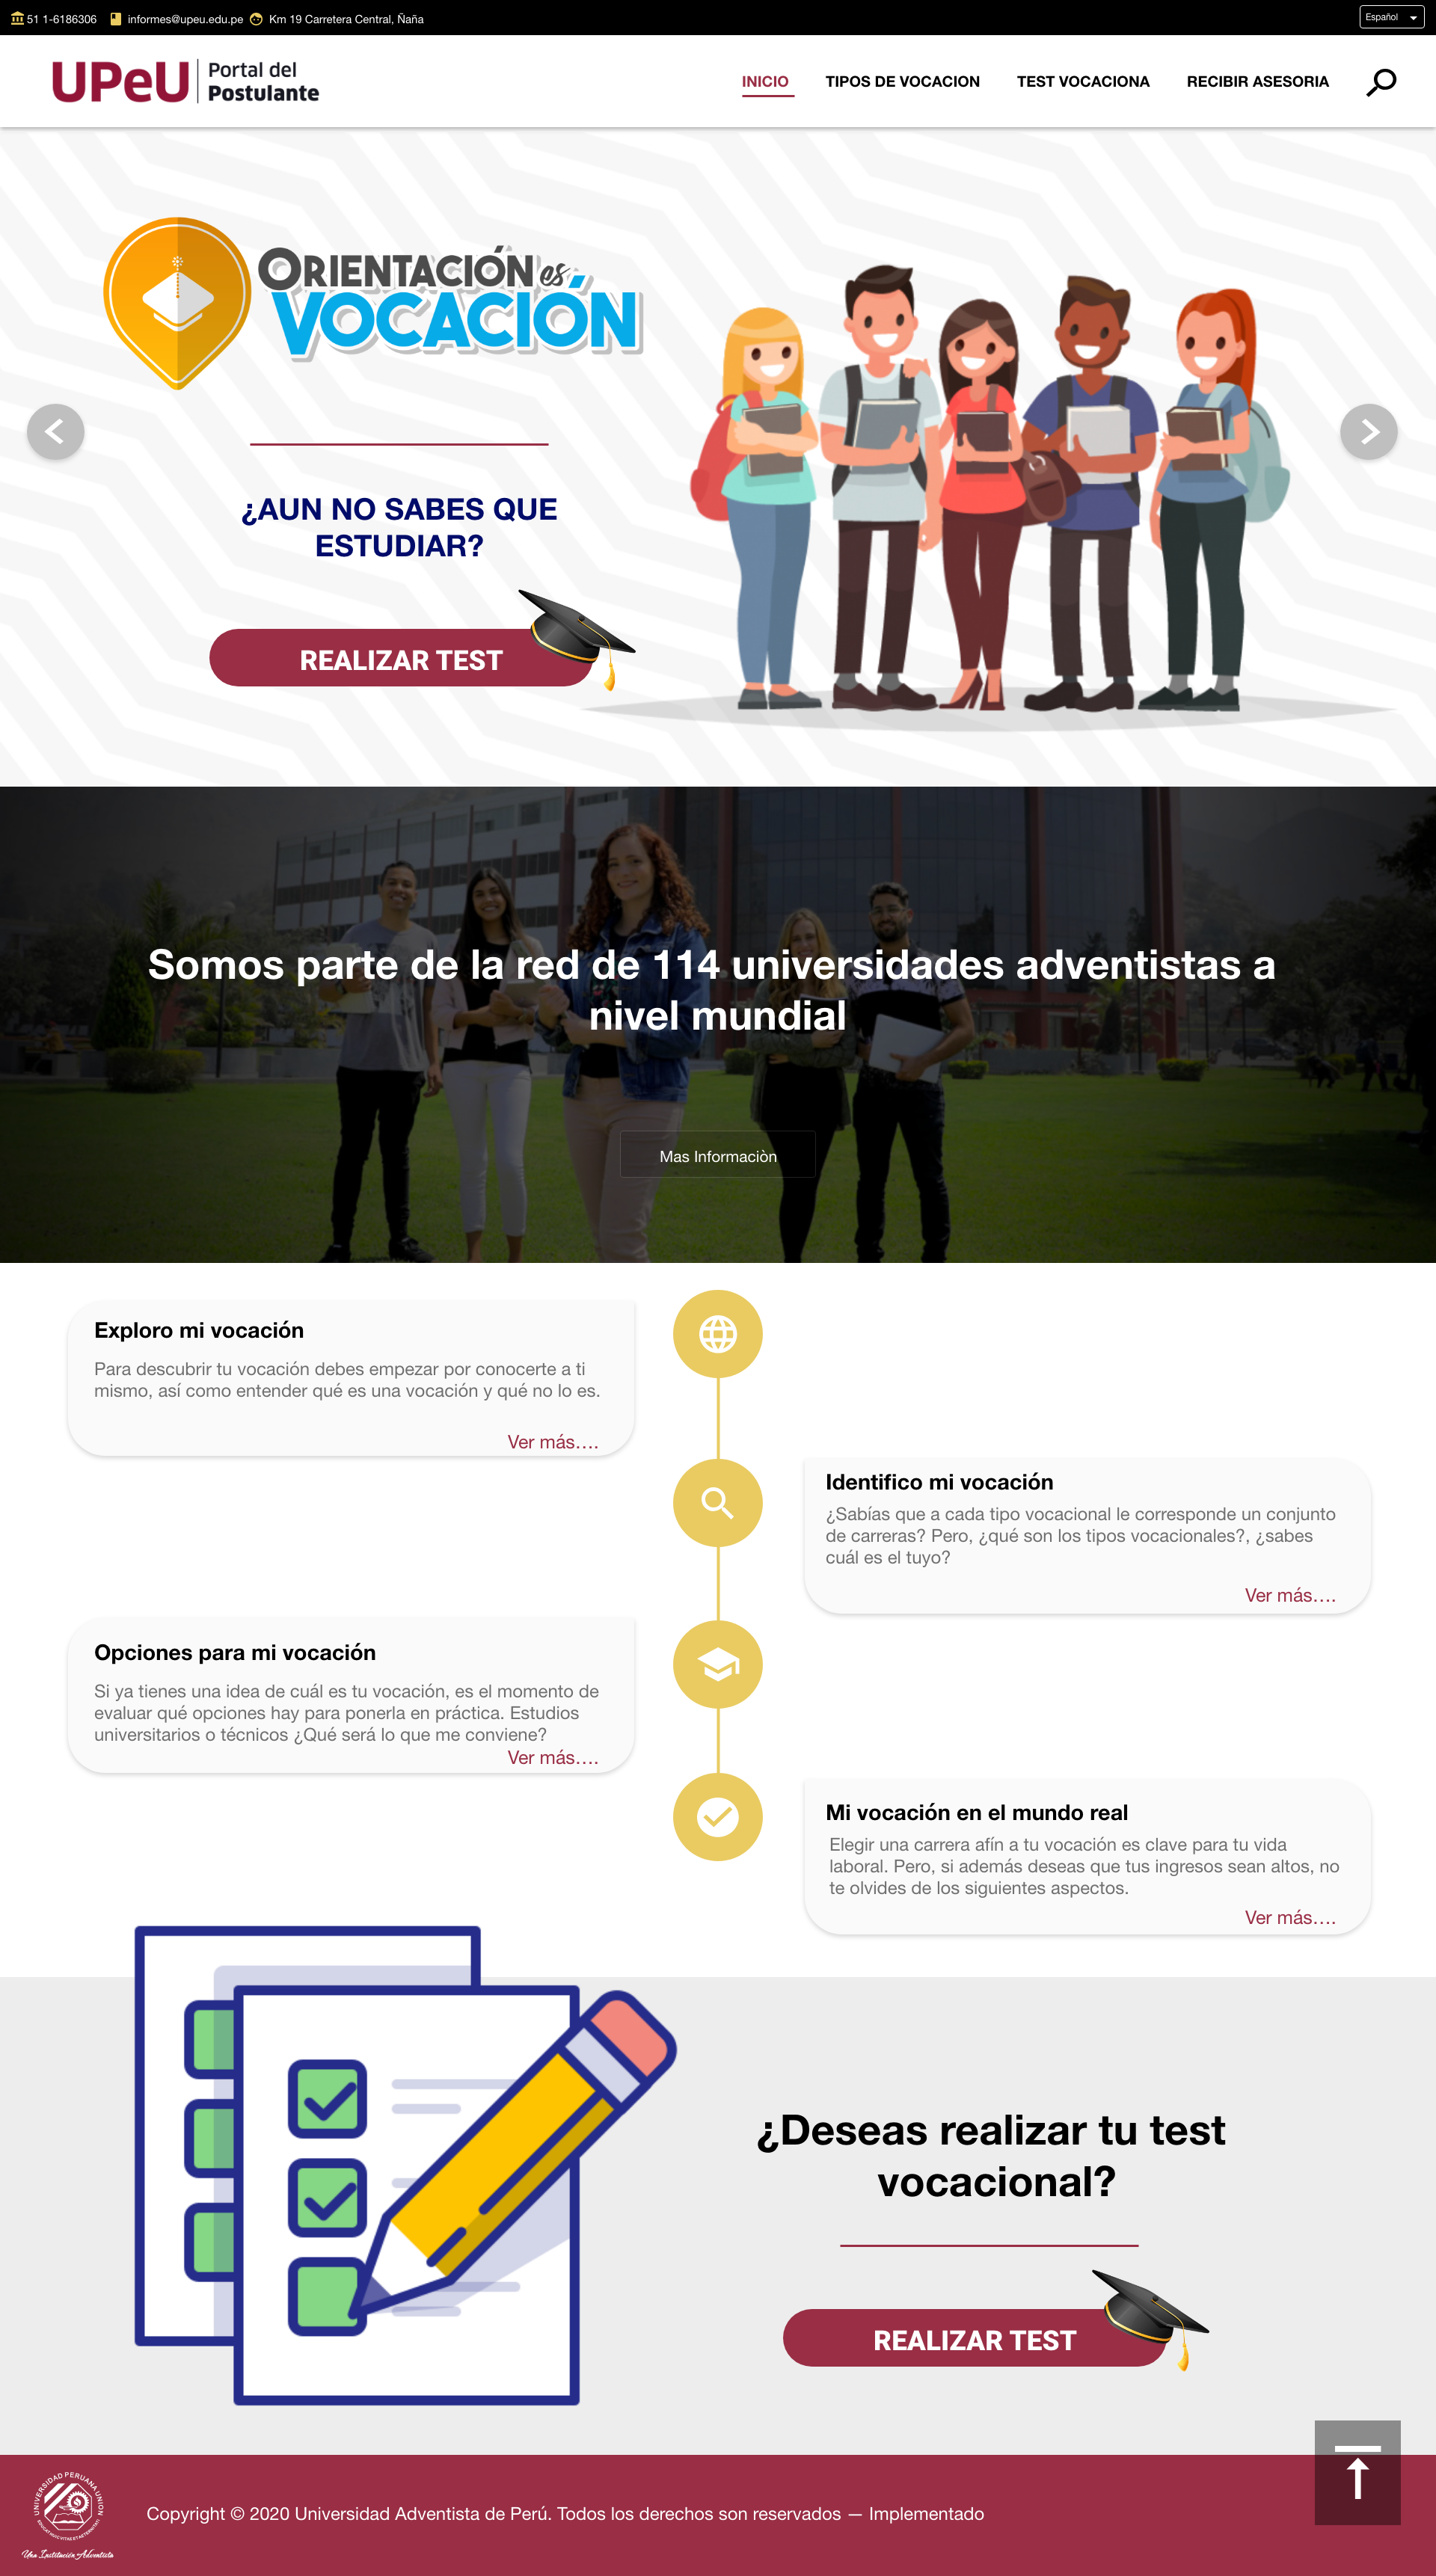 51 1-6186306 informes@upeu.edu.pe Km 19 Carretera Central, Ñaña Español
UPeU Portal del
Postulante
INICIO TIPOS DE VOCACION TEST VOCACIONA RECIBIR ASESORIA
ORIENTACIÓN es
VOCACIÓN
¿AUN NO SABES QUE
ESTUDIAR?
REALIZAR TEST
Somos parte de la red de 114 universidades adventistas a
nivel mundial
Mas Informaciòn
Exploro mi vocación
Para descubrir tu vocación debes empezar por conocerte a ti
mismo, así como entender qué es una vocación y qué no lo es.
Ver más....
Identifico mi vocación
¿Sabías que a cada tipo vocacional le corresponde un conjunto
de carreras? Pero, ¿qué son los tipos vocacionales?, ¿sabes
cuál es el tuyo?
Ver más....
Opciones para mi vocación
Si ya tienes una idea de cuál es tu vocación, es el momento de
evaluar qué opciones hay para ponerla en práctica. Estudios
universitarios o técnicos ¿Qué será lo que me conviene?
Ver más....
Mi vocación en el mundo real
Elegir una carrera afín a tu vocación es clave para tu vida
laboral. Pero, si además deseas que tus ingresos sean altos, no
te olvides de los siguientes aspectos.
Ver más....
¿Deseas realizar tu test
vocacional?
REALIZAR TEST
UNIVERSIDAD PERUANA UNION
Una Institución Adventista
Copyright © 2020 Universidad Adventista de Perú. Todos los derechos son reservados — Implementado